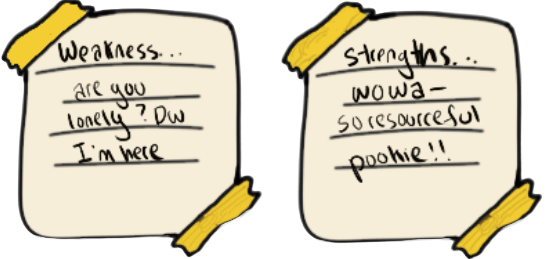 Weakness...
are you
lonely? Dw
I'm here
Strengths...
wowa-
so resourceful
pookie!!